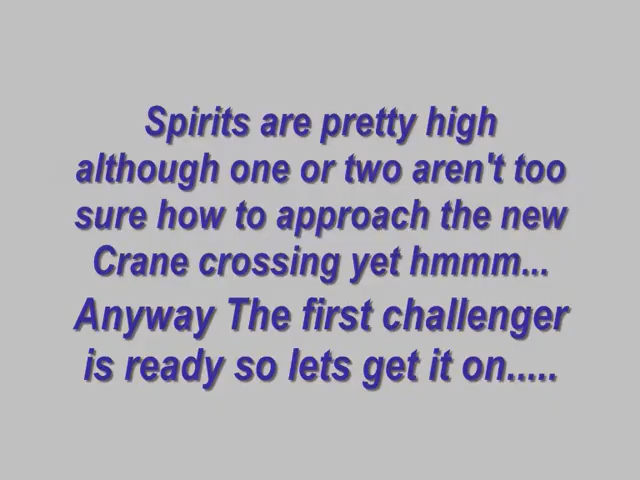 Spirits are pretty high
although one or two aren't too
sure how to approach the new
Crane crossing yet hmmm...
Anyway The first challenger
is ready so lets get it on.....